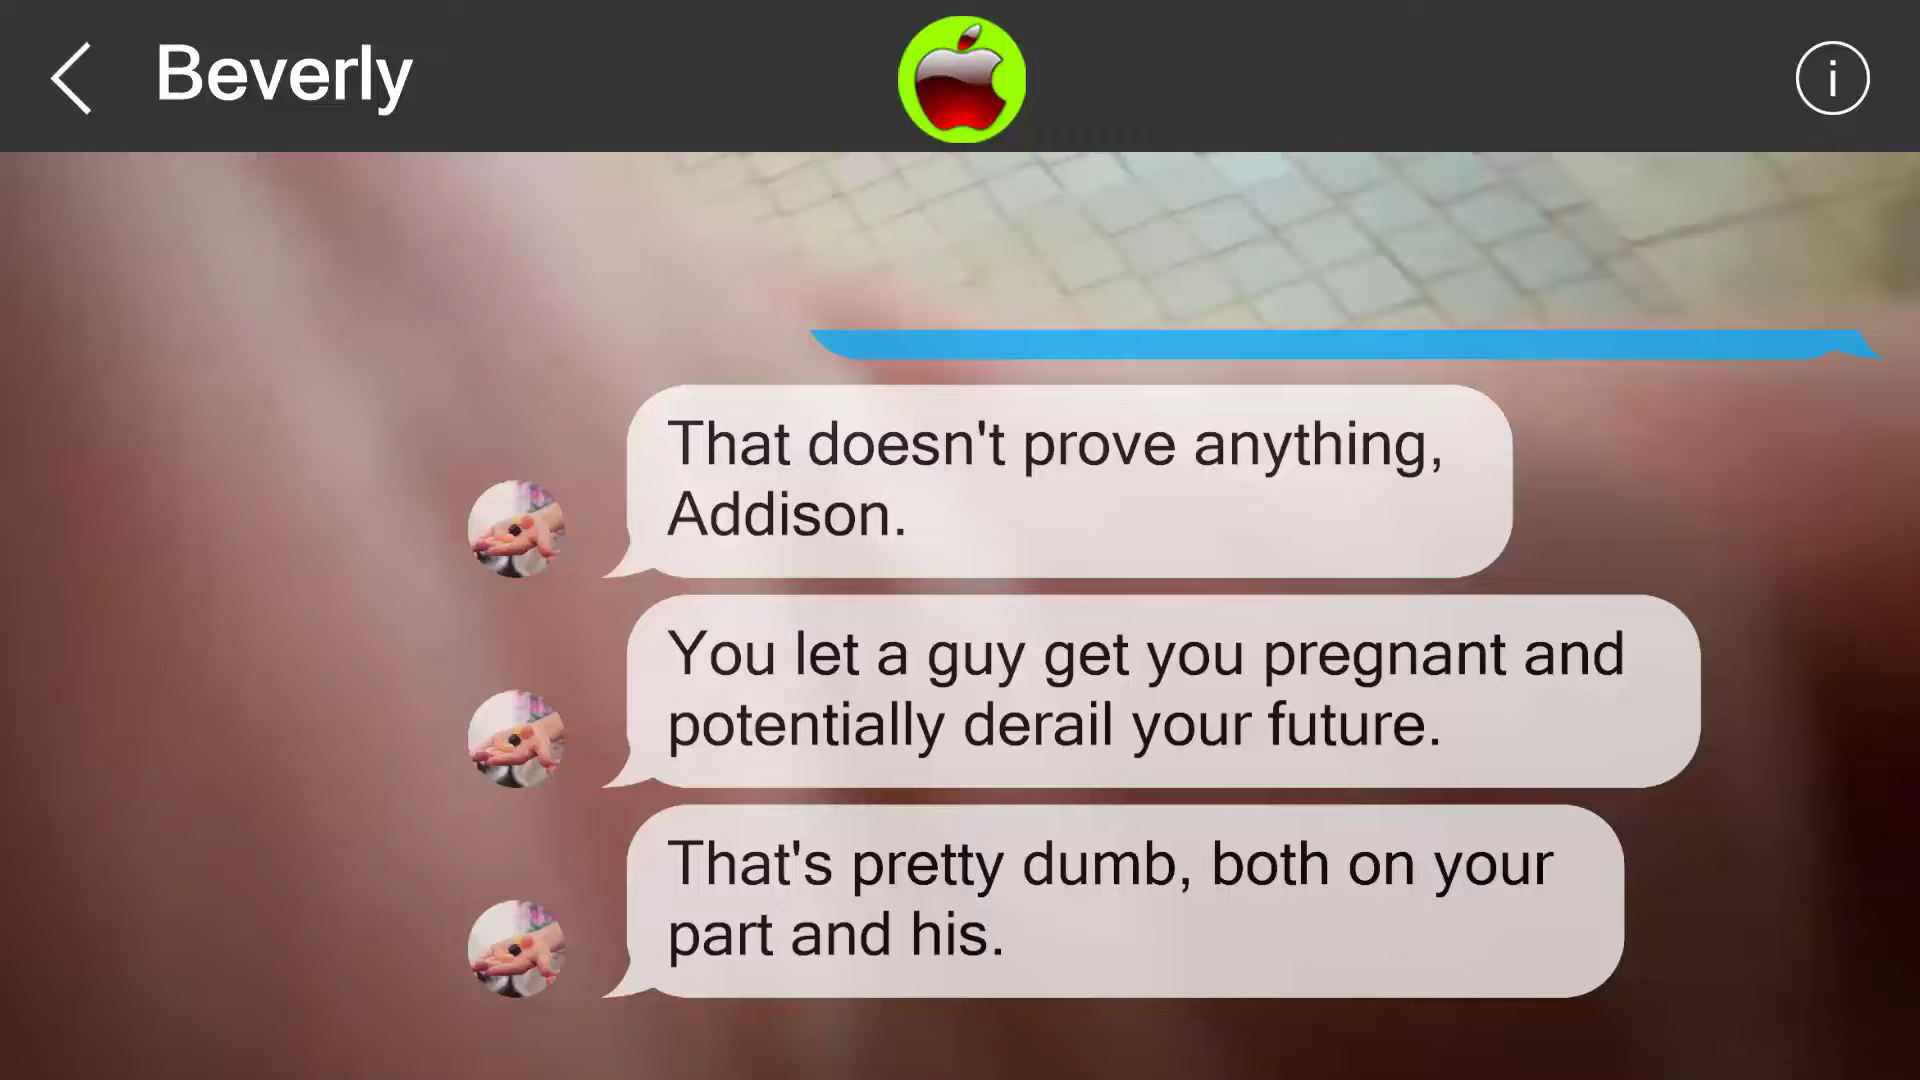 Beverly
i
That doesn't prove anything,
Addison.
You let a guy get you pregnant and
potentially derail your future.
That's pretty dumb, both on your
part and his.